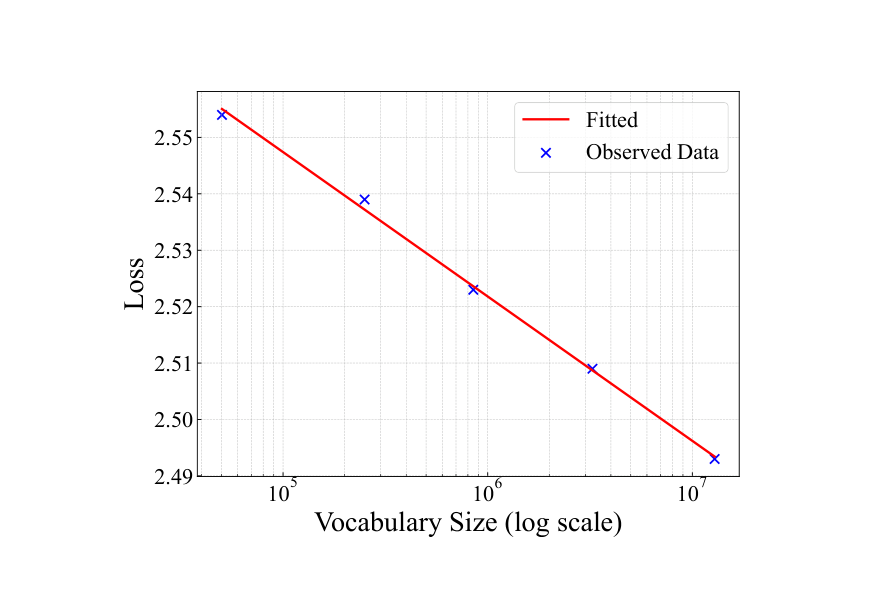 Fitted
Observed Data
2.55
2.54
2.53
2.52
2.51
2.50
2.49
Loss
10^5 10^6 10^7
Vocabulary Size (log scale)